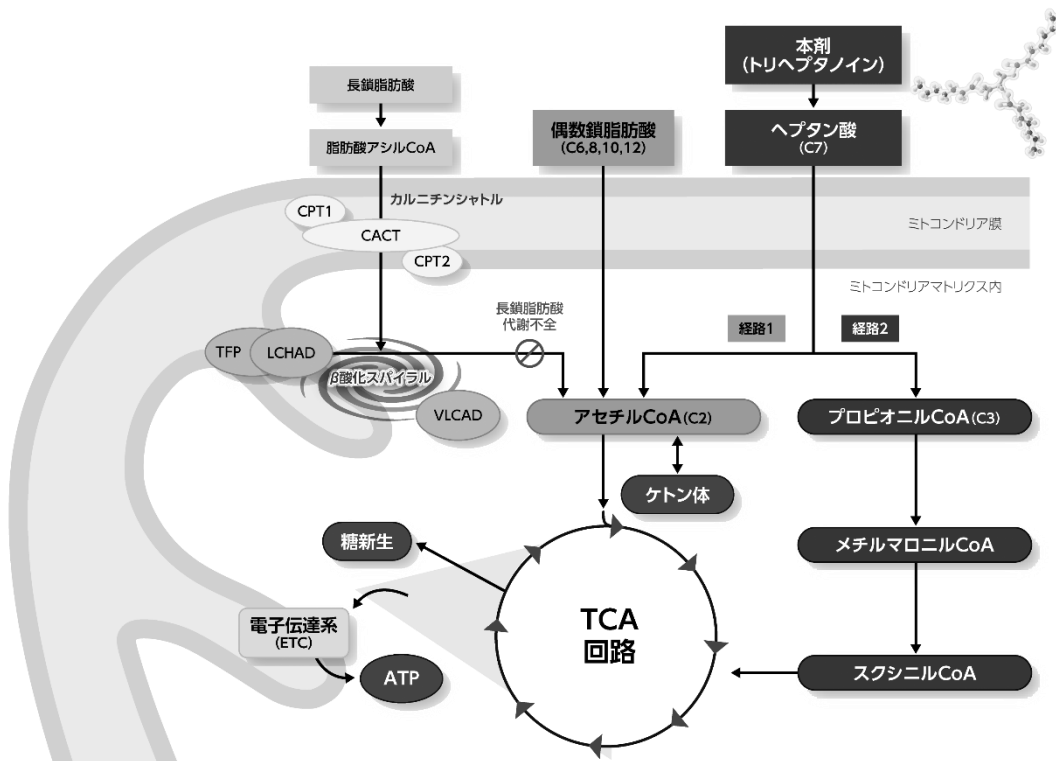 本剤
(トリヘプタノイン)
長鎖脂肪酸
偶数鎖脂肪酸
(C6,8,10,12)
ヘプタン酸
(C7)
脂肪酸アシルCoA
カルニチンシャトル
CPT1
CACT
CPT2
ミトコンドリア膜
ミトコンドリアマトリクス内
長鎖脂肪酸
代謝不全
経路1
経路2
TFP
LCHAD
β酸化スパイラル
VLCAD
アセチルCoA(C2)
プロピオニルCoA(C3)
ケトン体
糖新生
メチルマロニルCoA
TCA
回路
電子伝達系
(ETC)
ATP
スクシニルCoA